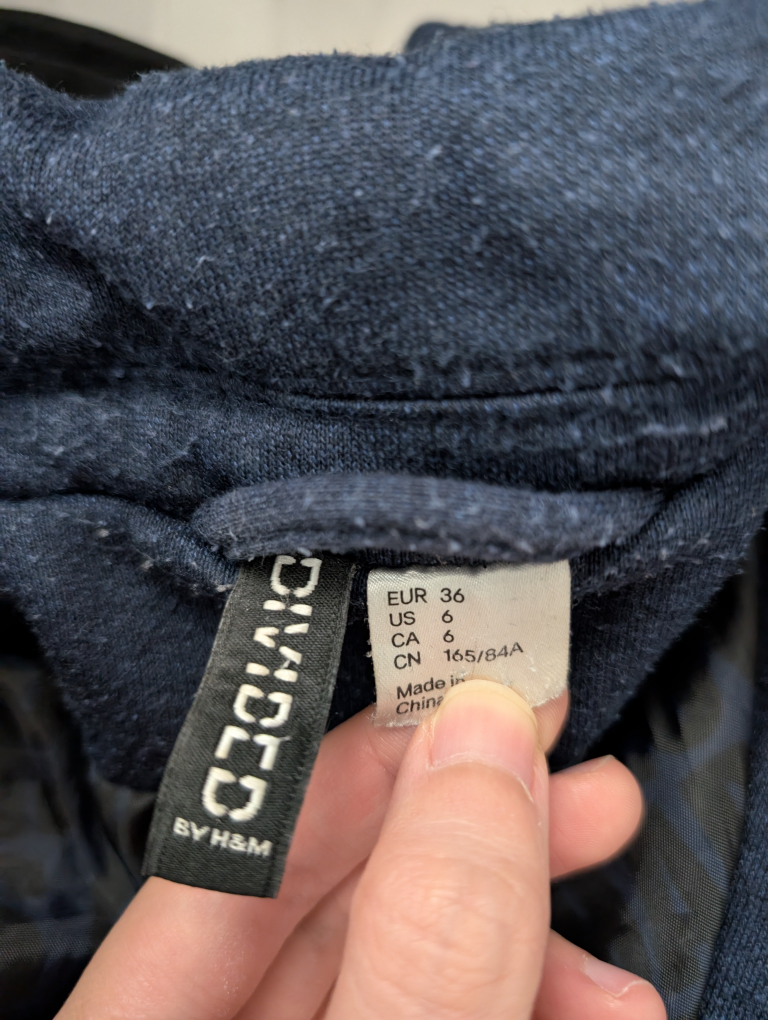 DIVIDED
BY H&M
EUR 36
US 6
CA 6
CN 165/84A
Made in
China